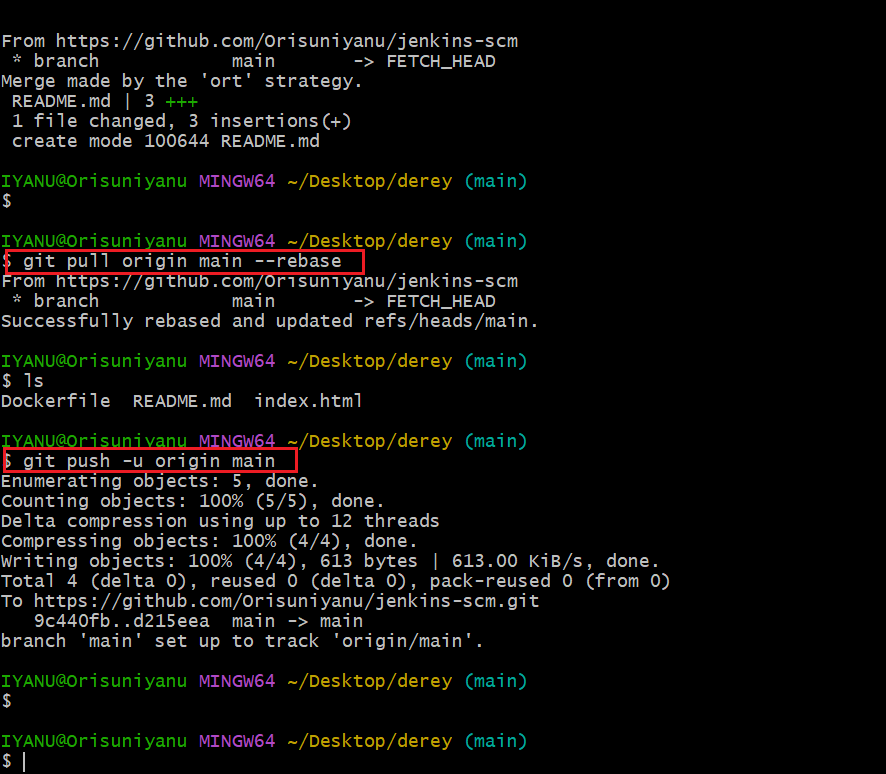 From https://github.com/Orisuniyanu/jenkins-scm
 * branch            main       -> FETCH_HEAD
Merge made by the 'ort' strategy.
 README.md | 3 +++
 1 file changed, 3 insertions(+)
 create mode 100644 README.md
IYANU@Orisuniyanu MINGW64 ~/Desktop/derey (main)
$
IYANU@Orisuniyanu MINGW64 ~/Desktop/derey (main)
$ git pull origin main --rebase
From https://github.com/Orisuniyanu/jenkins-scm
 * branch            main       -> FETCH_HEAD
Successfully rebased and updated refs/heads/main.
IYANU@Orisuniyanu MINGW64 ~/Desktop/derey (main)
$ ls
Dockerfile  README.md  index.html
IYANU@Orisuniyanu MINGW64 ~/Desktop/derey (main)
$ git push -u origin main
Enumerating objects: 5, done.
Counting objects: 100% (5/5), done.
Delta compression using up to 12 threads
Compressing objects: 100% (4/4), done.
Writing objects: 100% (4/4), 613 bytes | 613.00 KiB/s, done.
Total 4 (delta 0), reused 0 (delta 0), pack-reused 0 (from 0)
To https://github.com/Orisuniyanu/jenkins-scm.git
   9c440fb..d215eea  main -> main
branch 'main' set up to track 'origin/main'.
IYANU@Orisuniyanu MINGW64 ~/Desktop/derey (main)
$
IYANU@Orisuniyanu MINGW64 ~/Desktop/derey (main)
$